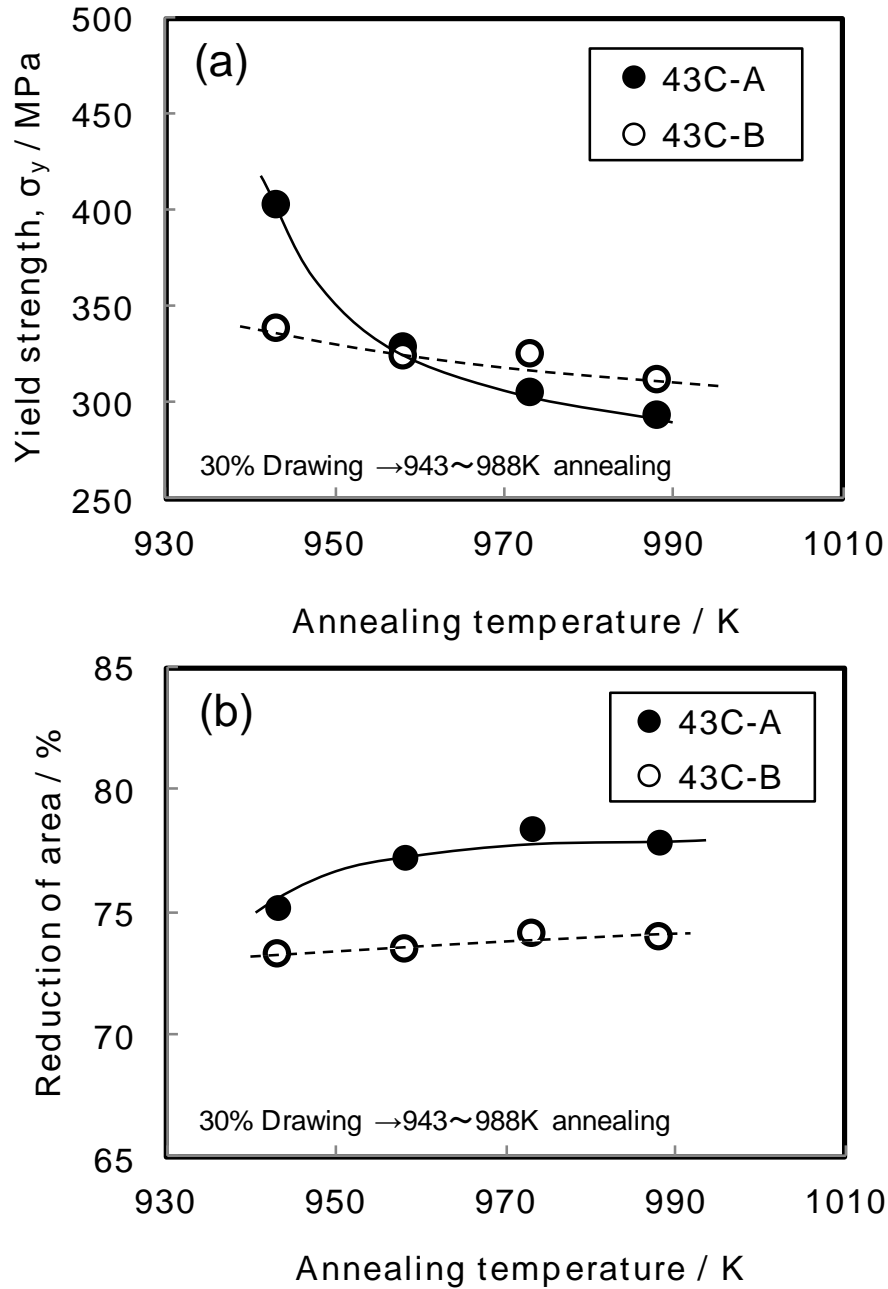 500
450
400
350
300
250
Yield strength, σy / MPa
(a)
43C-A
43C-B
30% Drawing →943～988K annealing
930 950 970 990 1010
Annealing temperature / K
85
80
75
70
65
Reduction of area / %
(b)
43C-A
43C-B
30% Drawing →943～988K annealing
930 950 970 990 1010
Annealing temperature / K